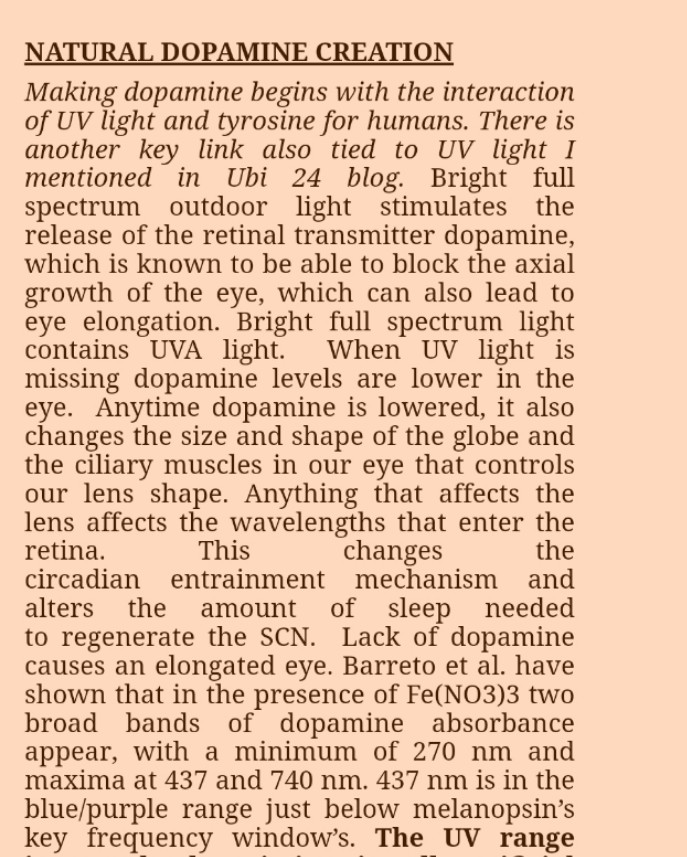 NATURAL DOPAMINE CREATION
Making dopamine begins with the interaction
of UV light and tyrosine for humans. There is
another key link also tied to UV light I
mentioned in Ubi 24 blog. Bright full
spectrum outdoor light stimulates the
release of the retinal transmitter dopamine,
which is known to be able to block the axial
growth of the eye, which can also lead to
eye elongation. Bright full spectrum light
contains UVA light. When UV light is
missing dopamine levels are lower in the
eye. Anytime dopamine is lowered, it also
changes the size and shape of the globe and
the ciliary muscles in our eye that controls
our lens shape. Anything that affects the
lens affects the wavelengths that enter the
retina. This changes the
circadian entrainment mechanism and
alters the amount of sleep needed
to regenerate the SCN. Lack of dopamine
causes an elongated eye. Barreto et al. have
shown that in the presence of Fe(NO3)3 two
broad bands of dopamine absorbance
appear, with a minimum of 270 nm and
maxima at 437 and 740 nm. 437 nm is in the
blue/purple range just below melanopsin’s
key frequency window’s. The UV range